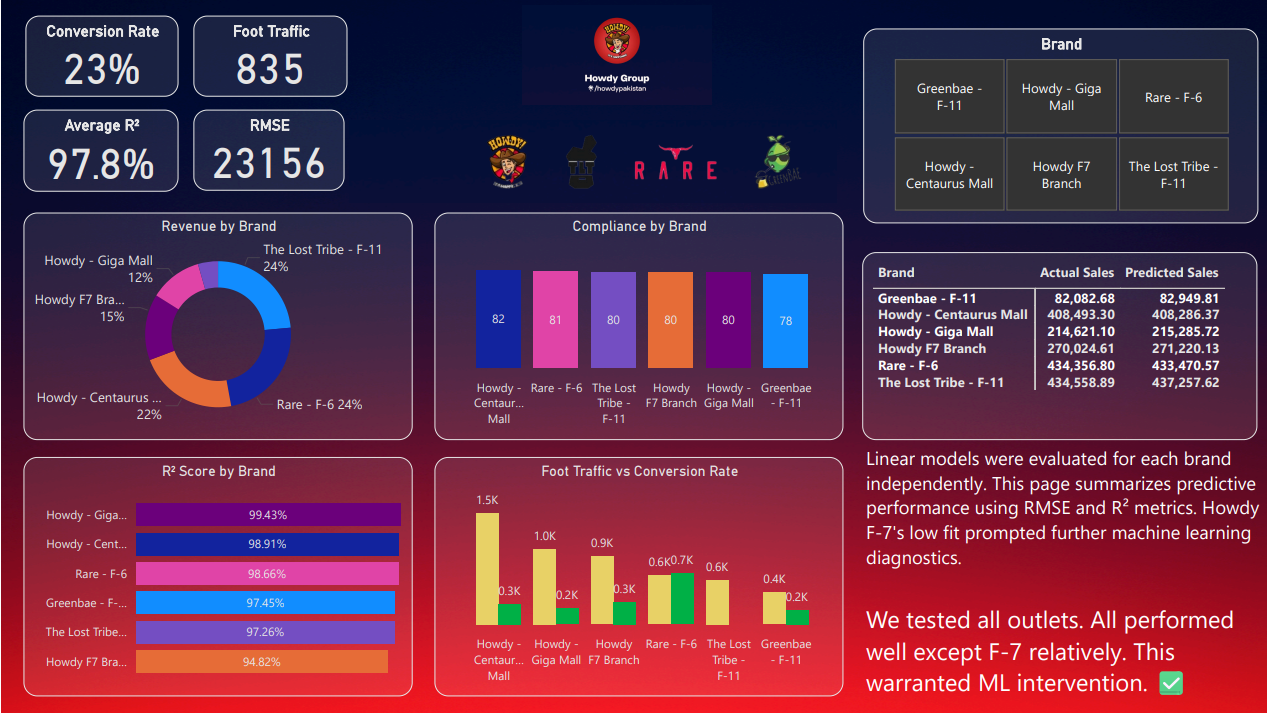 Conversion Rate
23%
Foot Traffic
835
Average R²
97.8%
RMSE
23156
HOWDY!
Howdy Group
/howdypakistan
HOWDY!
RARE
Brand
Greenbae -
F-11
Howdy - Giga
Mall
Rare - F-6
Howdy -
Centaurus Mall
Howdy F7
Branch
The Lost Tribe -
F-11
Revenue by Brand
The Lost Tribe - F-11
24%
Howdy - Giga Mall
12%
Howdy F7 Bra...
15%
Howdy - Centaurus ...
22%
Rare - F-6 24%
Compliance by Brand
82
81
80
80
80
78
Howdy -
Centaur...
Mall
Rare - F-6
The Lost
Tribe -
F-11
Howdy
F7 Branch
Howdy -
Giga Mall
Greenbae
- F-11
Brand Actual Sales Predicted Sales
Greenbae - F-11 82,082.68 82,949.81
Howdy - Centaurus Mall 408,493.30 408,286.37
Howdy - Giga Mall 214,621.10 215,285.72
Howdy F7 Branch 270,024.61 271,220.13
Rare - F-6 434,356.80 433,470.57
The Lost Tribe - F-11 434,558.89 437,257.62
R² Score by Brand
Howdy - Giga... 99.43%
Howdy - Cent... 98.91%
Rare - F-6 98.66%
Greenbae - F-... 97.45%
The Lost Tribe... 97.26%
Howdy F7 Bra... 94.82%
Foot Traffic vs Conversion Rate
1.5K
0.3K
1.0K
0.2K
0.9K
0.3K
0.6K
0.7K
0.6K
0.4K
0.2K
Howdy -
Centaur...
Mall
Howdy -
Giga Mall
Howdy
F7 Branch
Rare - F-6
The Lost
Tribe -
F-11
Greenbae
- F-11
Linear models were evaluated for each brand
independently. This page summarizes predictive
performance using RMSE and R² metrics. Howdy
F-7's low fit prompted further machine learning
diagnostics.
We tested all outlets. All performed
well except F-7 relatively. This
warranted ML intervention. ✅